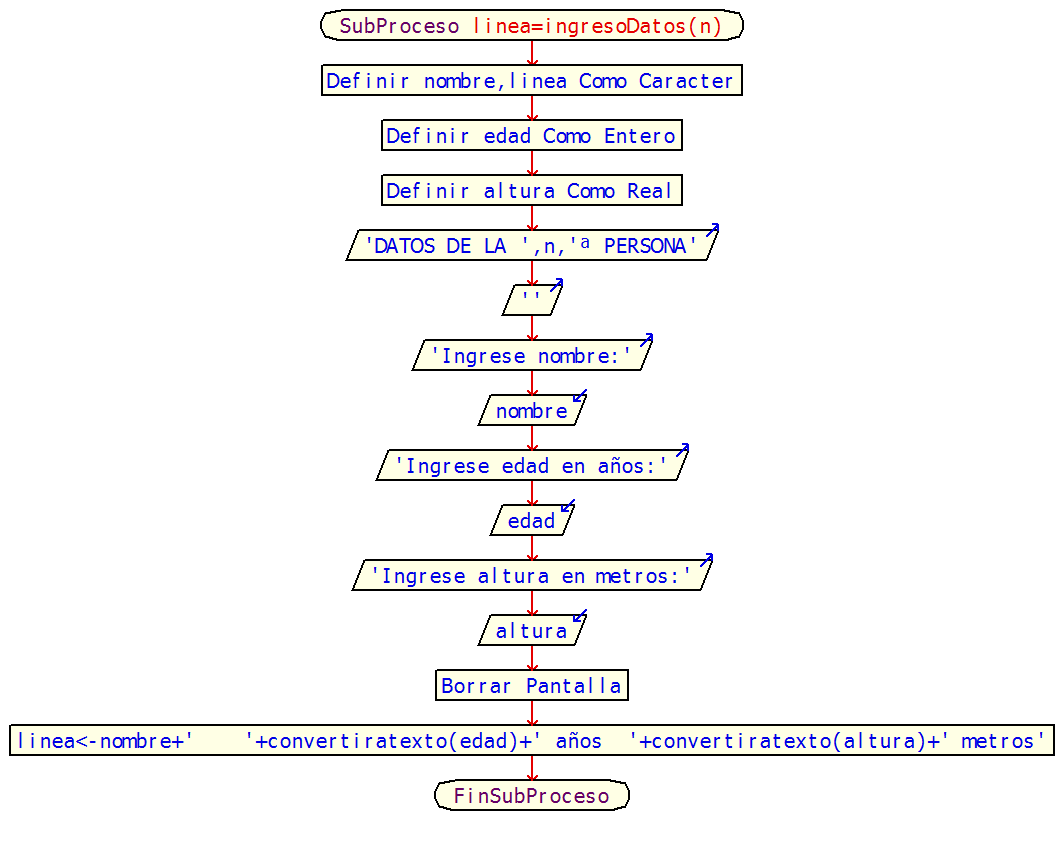 SubProceso linea=ingresoDatos(n)
Definir nombre,linea Como Caracter
Definir edad Como Entero
Definir altura Como Real
'DATOS DE LA ',n,'ª PERSONA'
''
'Ingrese nombre:'
nombre
'Ingrese edad en años:'
edad
'Ingrese altura en metros:'
altura
Borrar Pantalla
linea<-nombre+'    '+convertiratexto(edad)+' años  '+convertiratexto(altura)+' metros'
FinSubProceso